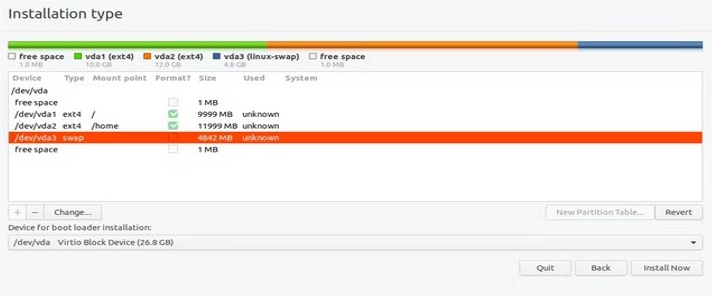 Installation type
free space vda1 (ext4) vda2 (ext4) vda3 (linux-swap) free space
1.0 MB 10.0 GB 12.0 GB 4.8 GB 1.0 MB
Device Type Mount point Format? Size Used System
/dev/vda
free space 1 MB
/dev/vda1 ext4 / 9999 MB unknown
/dev/vda2 ext4 /home 11999 MB unknown
/dev/vda3 swap 4842 MB unknown
free space 1 MB
+ − Change... New Partition Table... Revert
Device for boot loader installation:
/dev/vda Virtio Block Device (26.8 GB)
Quit Back Install Now